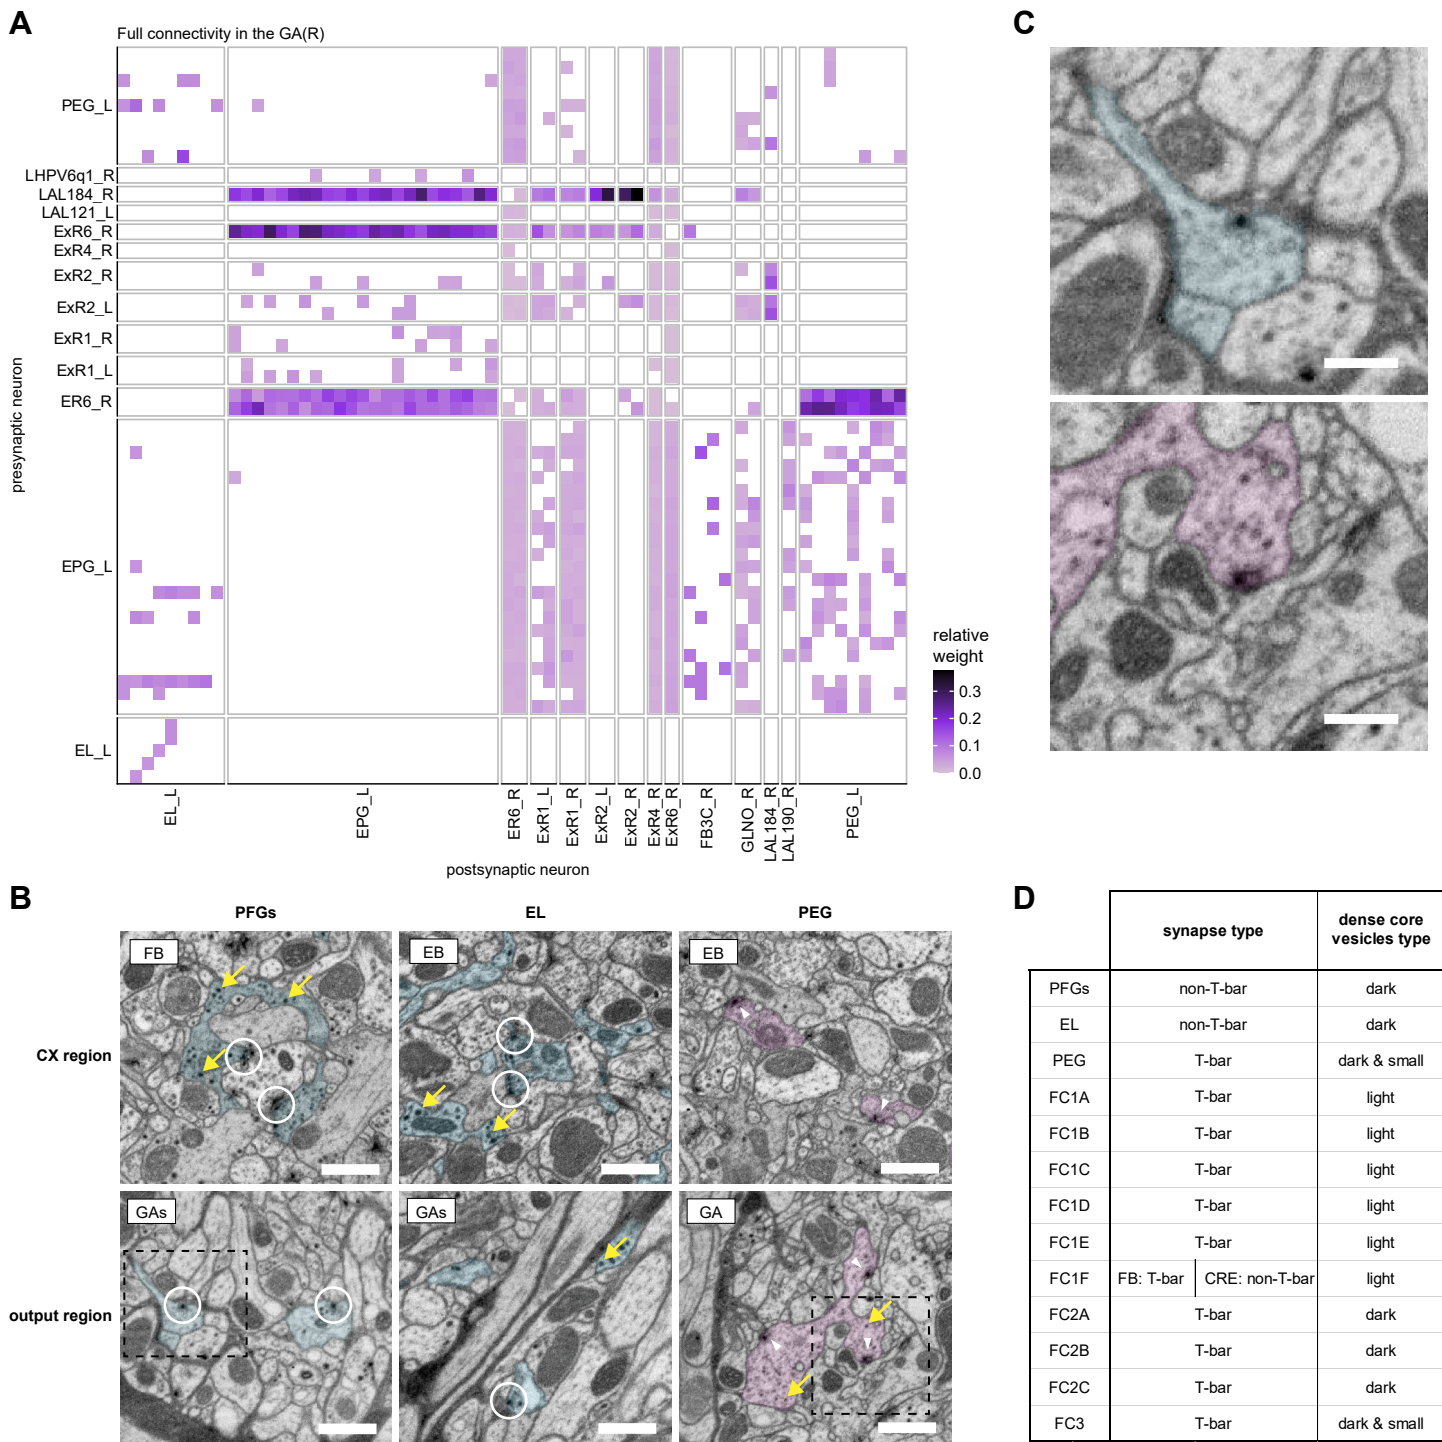 A
Full connectivity in the GA(R)
presynaptic neuron
PEG_L
LHPV6q1_R
LAL184_R
LAL121_L
ExR6_R
ExR4_R
ExR2_R
ExR2_L
ExR1_R
ExR1_L
ER6_R
EPG_L
EL_L
EL_L
EPG_L
ER6_R
ExR1_L
ExR1_R
ExR2_L
ExR2_R
ExR4_R
ExR6_R
FB3C_R
GLNO_R
LAL184_R
LAL190_R
PEG_L
postsynaptic neuron
relative
weight
0.3
0.2
0.1
0.0
C
B
PFGs EL PEG
CX region
FB EB EB
output region
GAs GAs GA
D
synapse type dense core
vesicles type
PFGs non-T-bar dark
EL non-T-bar dark
PEG T-bar dark & small
FC1A T-bar light
FC1B T-bar light
FC1C T-bar light
FC1D T-bar light
FC1E T-bar light
FC1F FB: T-bar CRE: non-T-bar light
FC2A T-bar dark
FC2B T-bar dark
FC2C T-bar dark
FC3 T-bar dark & small